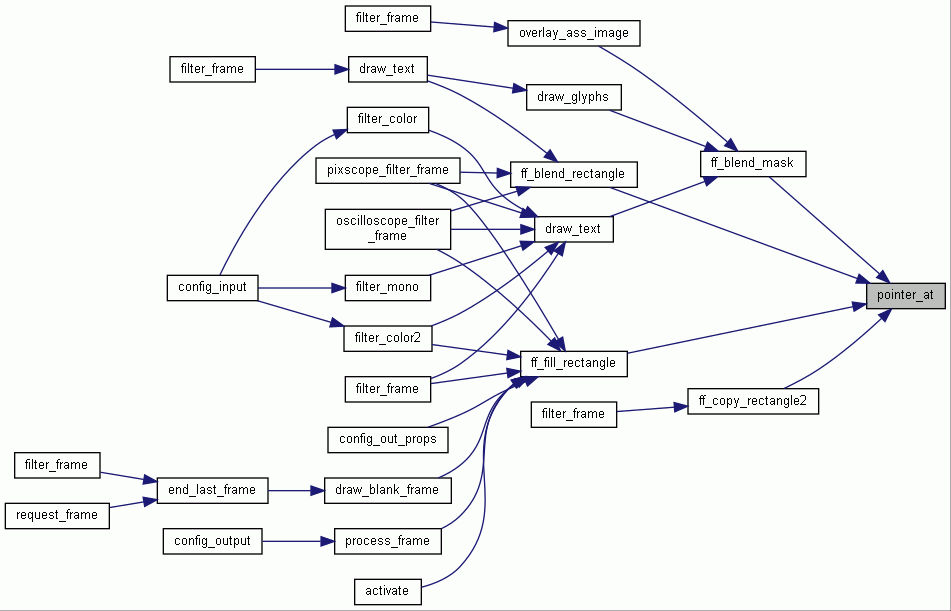 filter_frame
overlay_ass_image
filter_frame
draw_text
draw_glyphs
filter_color
ff_blend_mask
pixscope_filter_frame
ff_blend_rectangle
oscilloscope_filter
_frame
draw_text
config_input
filter_mono
pointer_at
filter_color2
ff_fill_rectangle
filter_frame
ff_copy_rectangle2
filter_frame
config_out_props
filter_frame
end_last_frame
draw_blank_frame
request_frame
config_output
process_frame
activate